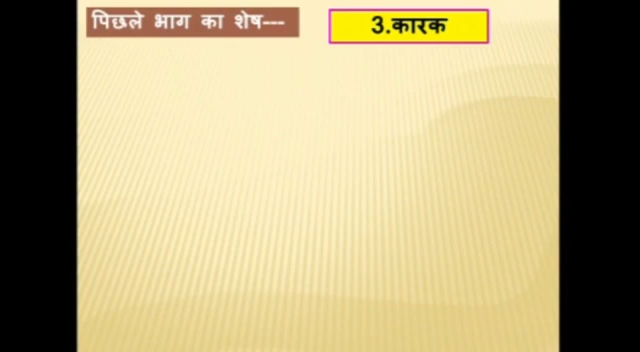 पिछले भाग का शेष---
3.कारक